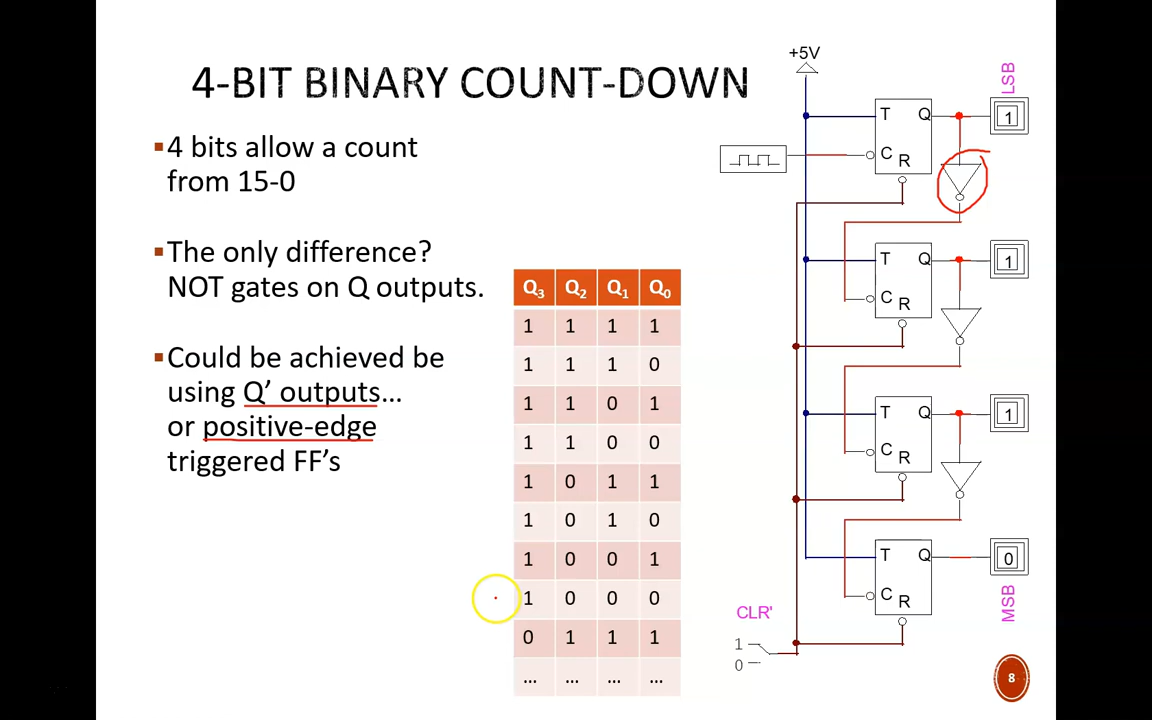 4-BIT BINARY COUNT-DOWN
▪4 bits allow a count
from 15-0
▪The only difference?
NOT gates on Q outputs.
▪Could be achieved be
using Q' outputs...
or positive-edge
triggered FF's
Q3 Q2 Q1 Q0
1 1 1 1
1 1 1 0
1 1 0 1
1 1 0 0
1 0 1 1
1 0 1 0
1 0 0 1
1 0 0 0
0 1 1 1
... ... ... ...
+5V
LSB
T Q 1
C R
T Q 1
C R
T Q 1
C R
T Q 0
C R
MSB
CLR'
1
0
8